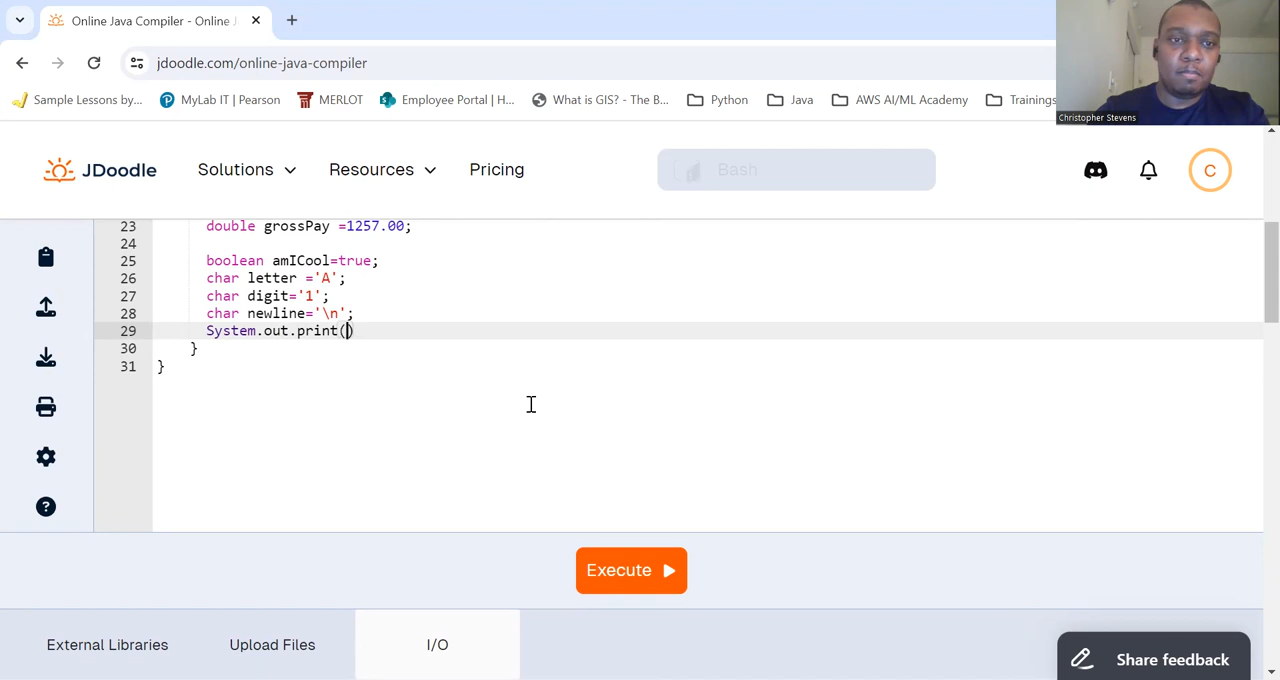 Online Java Compiler - Online J
jdoodle.com/online-java-compiler
Sample Lessons by... MyLab IT | Pearson MERLOT Employee Portal | H... What is GIS? - The B... Python Java AWS AI/ML Academy Trainings
Christopher Stevens
JDoodle Solutions Resources Pricing Bash C
23 double grossPay =1257.00;
24
25 boolean amICool=true;
26 char letter ='A';
27 char digit='1';
28 char newline='\n';
29 System.out.print()
30 }
31 }
Execute
External Libraries Upload Files I/O
Share feedback